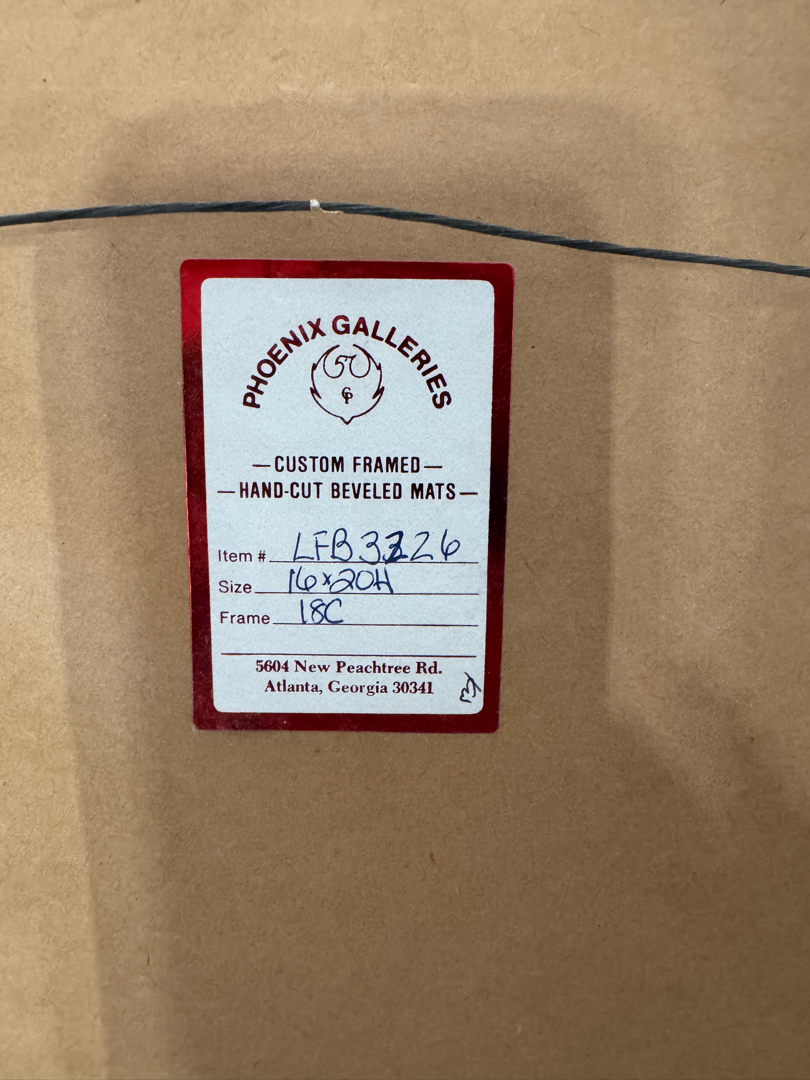 PHOENIX GALLERIES
—CUSTOM FRAMED—
—HAND-CUT BEVELED MATS—
Item # LFB3326
Size 16x20H
Frame 18C
5604 New Peachtree Rd.
Atlanta, Georgia 30341